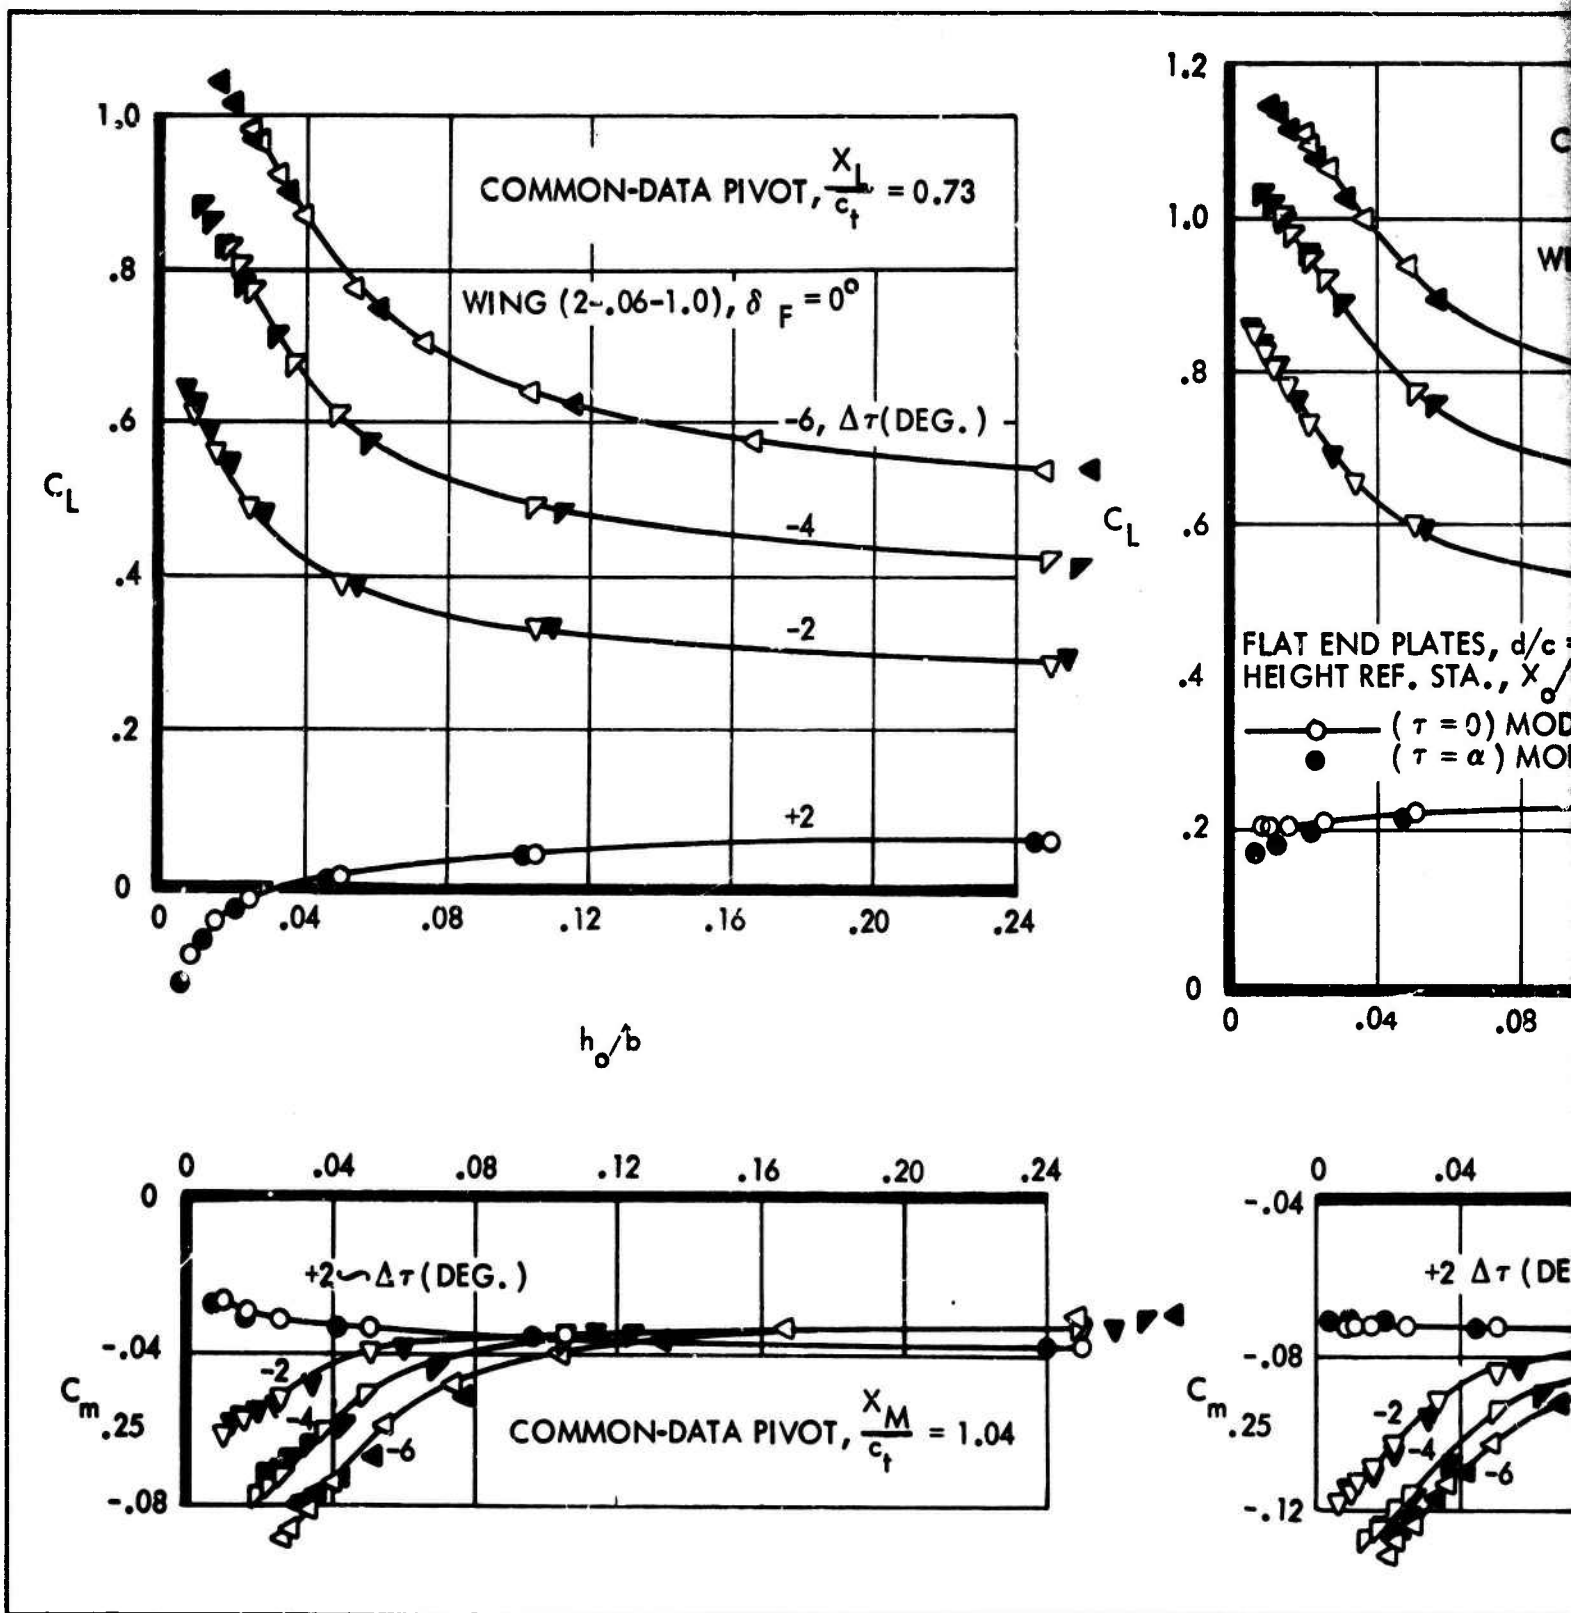 1.0
.8
.6
.4
.2
0
C_L
COMMON-DATA PIVOT, X_L/c_t = 0.73
WING (2-.06-1.0), δ_F = 0°
-6, Δτ(DEG.)
-4
-2
+2
0 .04 .08 .12 .16 .20 .24
h_o/b
1.2
1.0
.8
.6
.4
.2
0
C_L
C
WI
FLAT END PLATES, d/c =
HEIGHT REF. STA., X_o/
(τ = 0) MOD
(τ = α) MOD
0 .04 .08
0 .04 .08 .12 .16 .20 .24
0
-.04
-.08
C_m.25
+2 ~ Δτ(DEG.)
-2
-4
-6
COMMON-DATA PIVOT, X_M/c_t = 1.04
0 .04
-.04
-.08
-.12
C_m.25
+2 Δτ (DE
-2
-4
-6